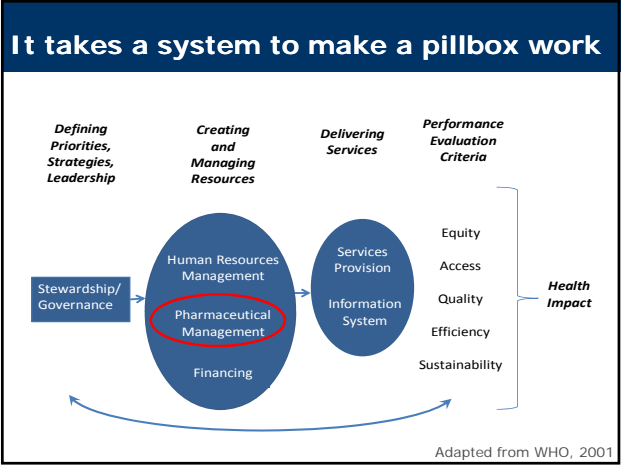 It takes a system to make a pillbox work
Defining
Priorities,
Strategies,
Leadership
Creating
and
Managing
Resources
Delivering
Services
Performance
Evaluation
Criteria
Stewardship/
Governance
Human Resources
Management
Pharmaceutical
Management
Financing
Services
Provision
Information
System
Equity
Access
Quality
Efficiency
Sustainability
Health
Impact
Adapted from WHO, 2001